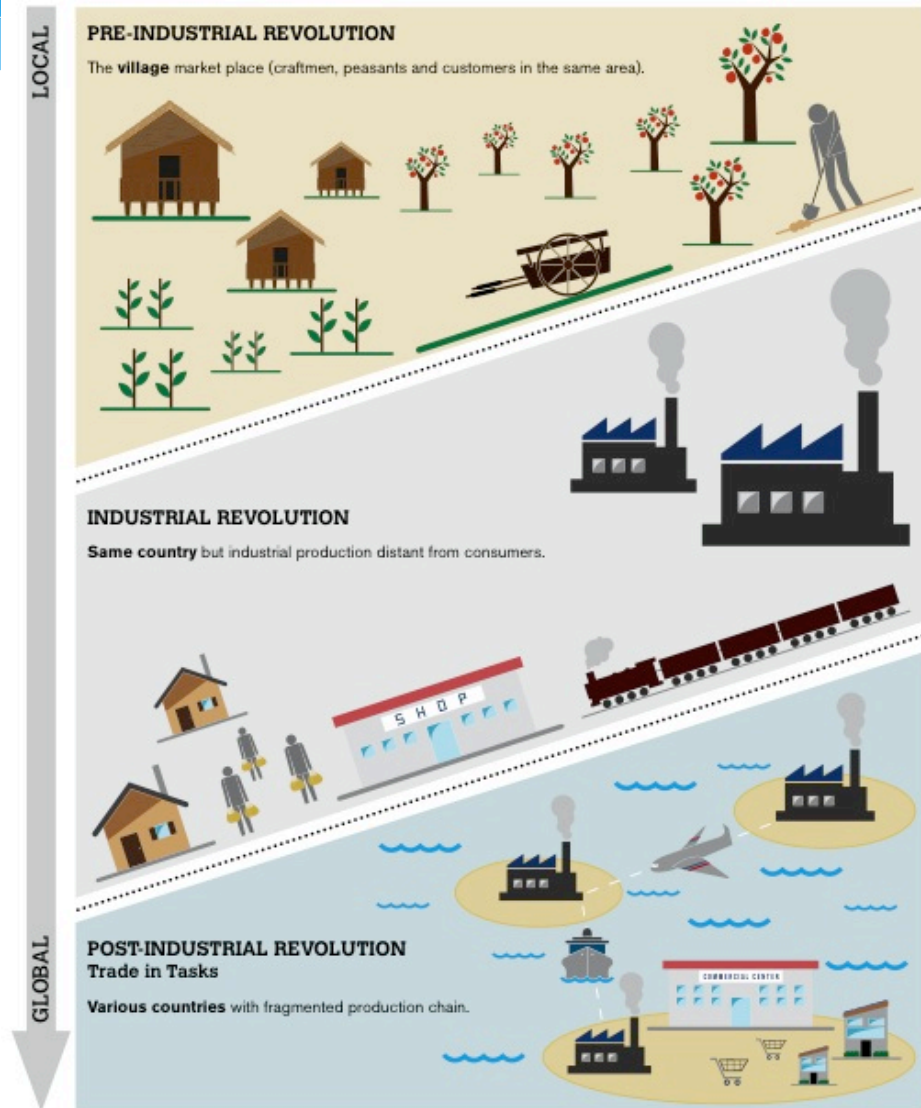 LOCAL
PRE-INDUSTRIAL REVOLUTION
The village market place (craftmen, peasants and customers in the same area).
INDUSTRIAL REVOLUTION
Same country but industrial production distant from consumers.
SHOP
POST-INDUSTRIAL REVOLUTION
Trade in Tasks
Various countries with fragmented production chain.
COMMERCIAL CENTER
GLOBAL